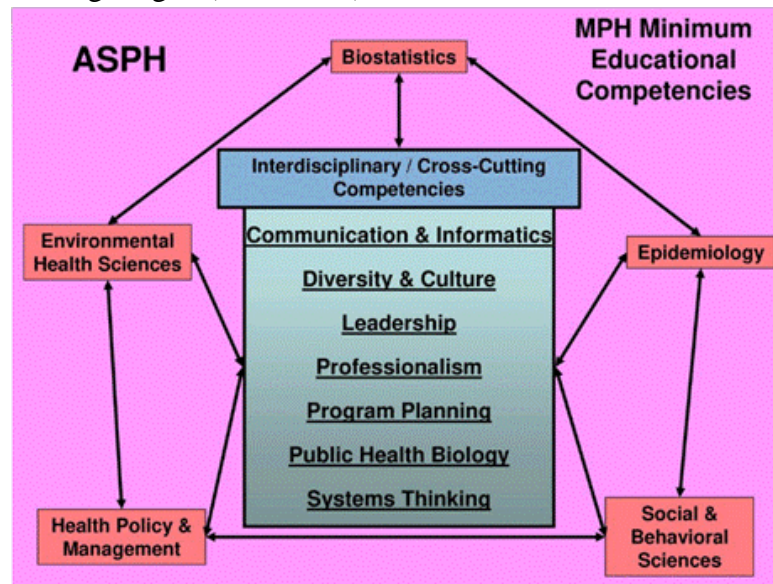 ASPH
MPH Minimum
Educational
Competencies
Biostatistics
Interdisciplinary / Cross-Cutting
Competencies
Communication & Informatics
Diversity & Culture
Leadership
Professionalism
Program Planning
Public Health Biology
Systems Thinking
Environmental
Health Sciences
Epidemiology
Health Policy &
Management
Social &
Behavioral
Sciences